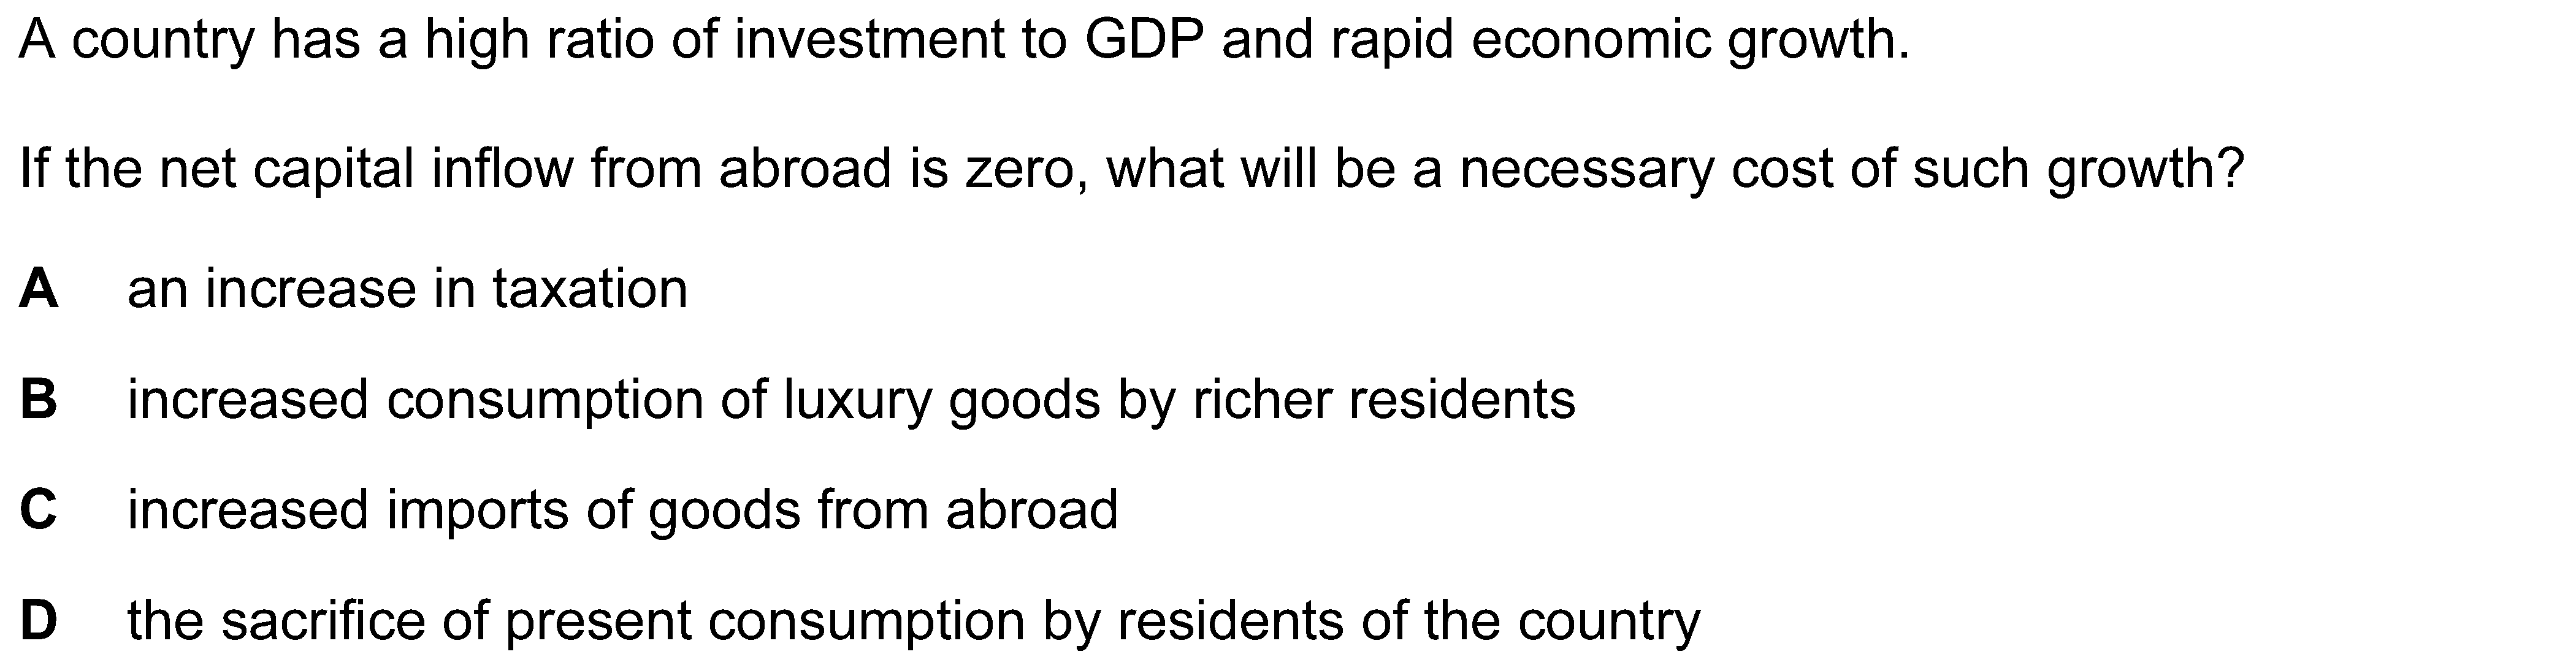 A country has a high ratio of investment to GDP and rapid economic growth.
If the net capital inflow from abroad is zero, what will be a necessary cost of such growth?
A an increase in taxation
B increased consumption of luxury goods by richer residents
C increased imports of goods from abroad
D the sacrifice of present consumption by residents of the country